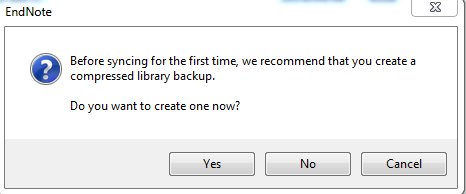 EndNote
Before syncing for the first time, we recommend that you create a
compressed library backup.
Do you want to create one now?
Yes No Cancel